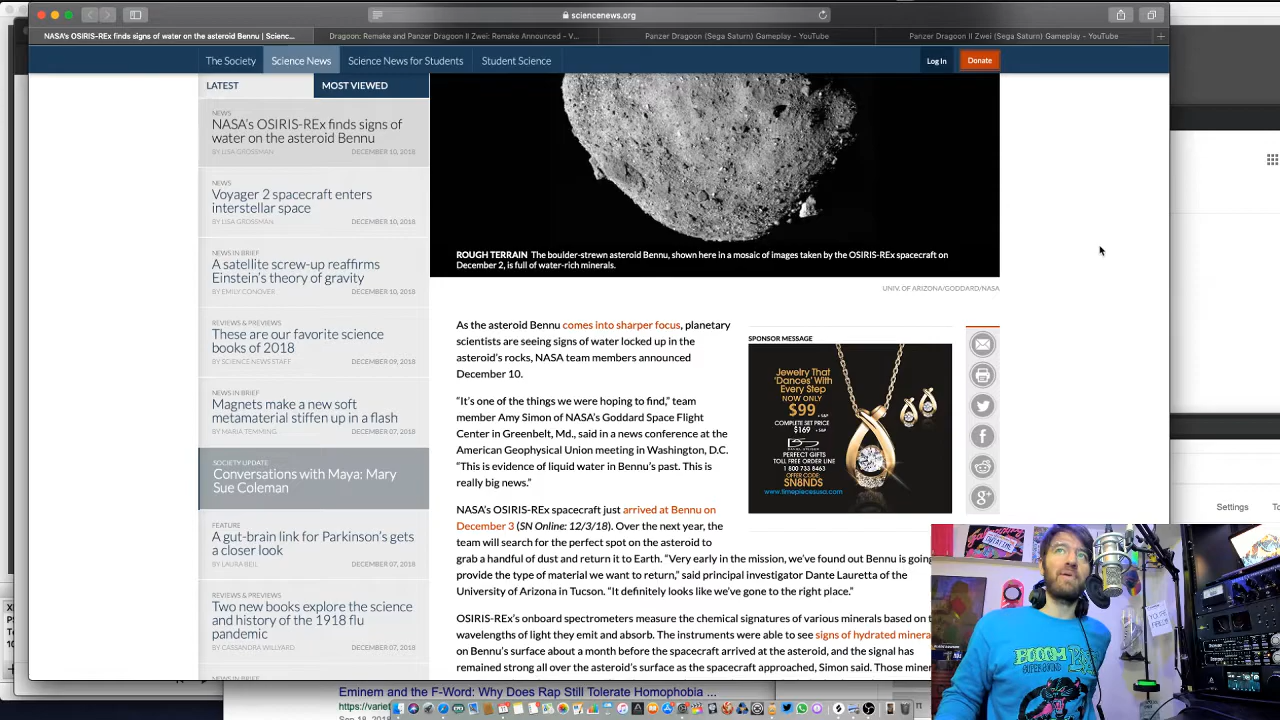 sciencenews.org
NASA's OSIRIS-REx finds signs of water on the asteroid Bennu | Scienc...
Dragoon: Remake and Panzer Dragoon II Zwei: Remake Announced - V...
Panzer Dragoon (Sega Saturn) Gameplay - YouTube
Panzer Dragoon II Zwei (Sega Saturn) Gameplay - YouTube
The Society
Science News
Science News for Students
Student Science
Log In
Donate
LATEST
MOST VIEWED
NEWS
NASA's OSIRIS-REx finds signs of
water on the asteroid Bennu
BY LISA GROSSMAN
DECEMBER 10, 2018
NEWS
Voyager 2 spacecraft enters
interstellar space
BY LISA GROSSMAN
DECEMBER 10, 2018
NEWS IN BRIEF
A satellite screw-up reaffirms
Einstein's theory of gravity
BY EMILY CONOVER
DECEMBER 10, 2018
REVIEWS & PREVIEWS
These are our favorite science
books of 2018
BY SCIENCE NEWS STAFF
DECEMBER 09, 2018
NEWS IN BRIEF
Magnets make a new soft
metamaterial stiffen up in a flash
BY MARIA TEMMING
DECEMBER 07, 2018
SOCIETY UPDATE
Conversations with Maya: Mary
Sue Coleman
FEATURE
A gut-brain link for Parkinson's gets
a closer look
BY LAURA BEIL
DECEMBER 07, 2018
REVIEWS & PREVIEWS
Two new books explore the science
and history of the 1918 flu
pandemic
BY CASSANDRA WILLYARD
DECEMBER 07, 2018
ROUGH TERRAIN The boulder-strewn asteroid Bennu, shown here in a mosaic of images taken by the OSIRIS-REx spacecraft on
December 2, is full of water-rich minerals.
UNIV. OF ARIZONA/GODDARD/NASA
As the asteroid Bennu comes into sharper focus, planetary
scientists are seeing signs of water locked up in the
asteroid's rocks, NASA team members announced
December 10.
"It's one of the things we were hoping to find," team
member Amy Simon of NASA's Goddard Space Flight
Center in Greenbelt, Md., said in a news conference at the
American Geophysical Union meeting in Washington, D.C.
"This is evidence of liquid water in Bennu's past. This is
really big news."
NASA's OSIRIS-REx spacecraft just arrived at Bennu on
December 3 (SN Online: 12/3/18). Over the next year, the
team will search for the perfect spot on the asteroid to
grab a handful of dust and return it to Earth. "Very early in the mission, we've found out Bennu is going
provide the type of material we want to return," said principal investigator Dante Lauretta of the
University of Arizona in Tucson. "It definitely looks like we've gone to the right place."
OSIRIS-REx's onboard spectrometers measure the chemical signatures of various minerals based on
wavelengths of light they emit and absorb. The instruments were able to see signs of hydrated minera
on Bennu's surface about a month before the spacecraft arrived at the asteroid, and the signal has
remained strong all over the asteroid's surface as the spacecraft approached, Simon said. Those miner
SPONSOR MESSAGE
Jewelry That
'Dances' With
Every Step
NOW ONLY
$99 +S&P
COMPLETE SET PRICE
$169 +S&P
PERFECT GIFTS
TOLL FREE ORDER LINE
1 800 733 8463
OFFER CODE:
SN8NDS
www.timepiecesusa.com
Settings
Eminem and the F-Word: Why Does Rap Still Tolerate Homophobia ...